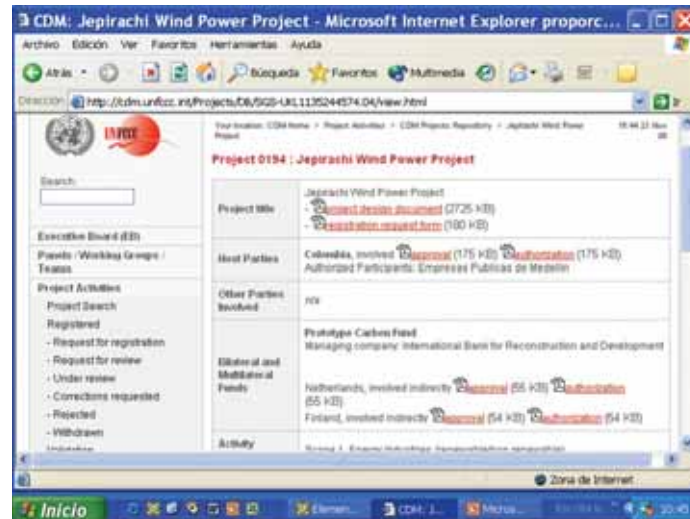 CDM: Jepirachi Wind Power Project - Microsoft Internet Explorer proporc...
Archivo Edición Ver Favoritos Herramientas Ayuda
Atrás Búsqueda Favoritos Multimedia
Dirección http://cdm.unfccc.int/Projects/DB/SGS-UKL1135244574.04/view.html Ir
Your location: CDM Home > Project Activities > CDM Projects Repository > Jepirachi Wind Power Project
UNFCCC
Project 0194 : Jepirachi Wind Power Project
Search:
Project title
Jepirachi Wind Power Project
- project design document (2725 KB)
- registration request form (180 KB)
Executive Board (EB)
Panels / Working Groups / Teams
Host Parties
Colombia, involved approval (175 KB) authorization (175 KB)
Authorized Participants: Empresas Publicas de Medellin
Project Activities
Project Search
Registered
- Request for registration
- Request for review
- Under review
- Corrections requested
- Rejected
- Withdrawn
Validation
Other Parties Involved
n/a
Bilateral and Multilateral Funds
Prototype Carbon Fund
Managing company: International Bank for Reconstruction and Development
Netherlands, involved indirectly approval (55 KB) authorization
(55 KB)
Finland, involved indirectly approval (54 KB) authorization (54 KB)
Activity
Zona de Internet
Inicio
CDM: J...
Micros...